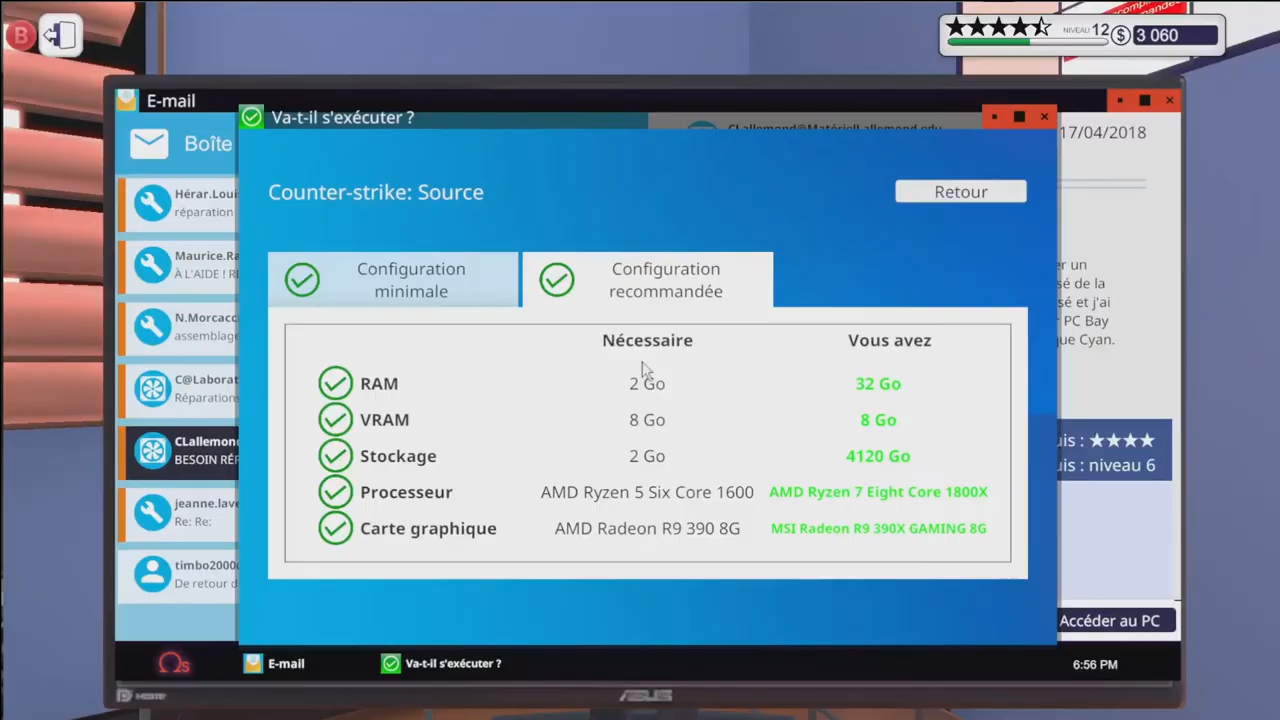 B
NIVEAU 12
$ 3 060
E-mail
Va-t-il s'exécuter ?
17/04/2018
Boîte
Counter-strike: Source
Retour
Hérar.Loui
réparation
Maurice.Ra
À L'AIDE ! R
N.Morcacc
assemblage
C@Laborat
Réparations
CLallemond
BESOIN RÉF
jeanne.lave
Re: Re:
timbo2000
De retour d
Configuration
minimale
Configuration
recommandée
er un
sé de la
sé et j'ai
PC Bay
que Cyan.
Nécessaire
Vous avez
RAM
2 Go
32 Go
VRAM
8 Go
8 Go
Stockage
2 Go
4120 Go
Processeur
AMD Ryzen 5 Six Core 1600
AMD Ryzen 7 Eight Core 1800X
Carte graphique
AMD Radeon R9 390 8G
MSI Radeon R9 390X GAMING 8G
uis : ★★★★
uis : niveau 6
Accéder au PC
Ωs
E-mail
Va-t-il s'exécuter ?
6:56 PM
ASUS